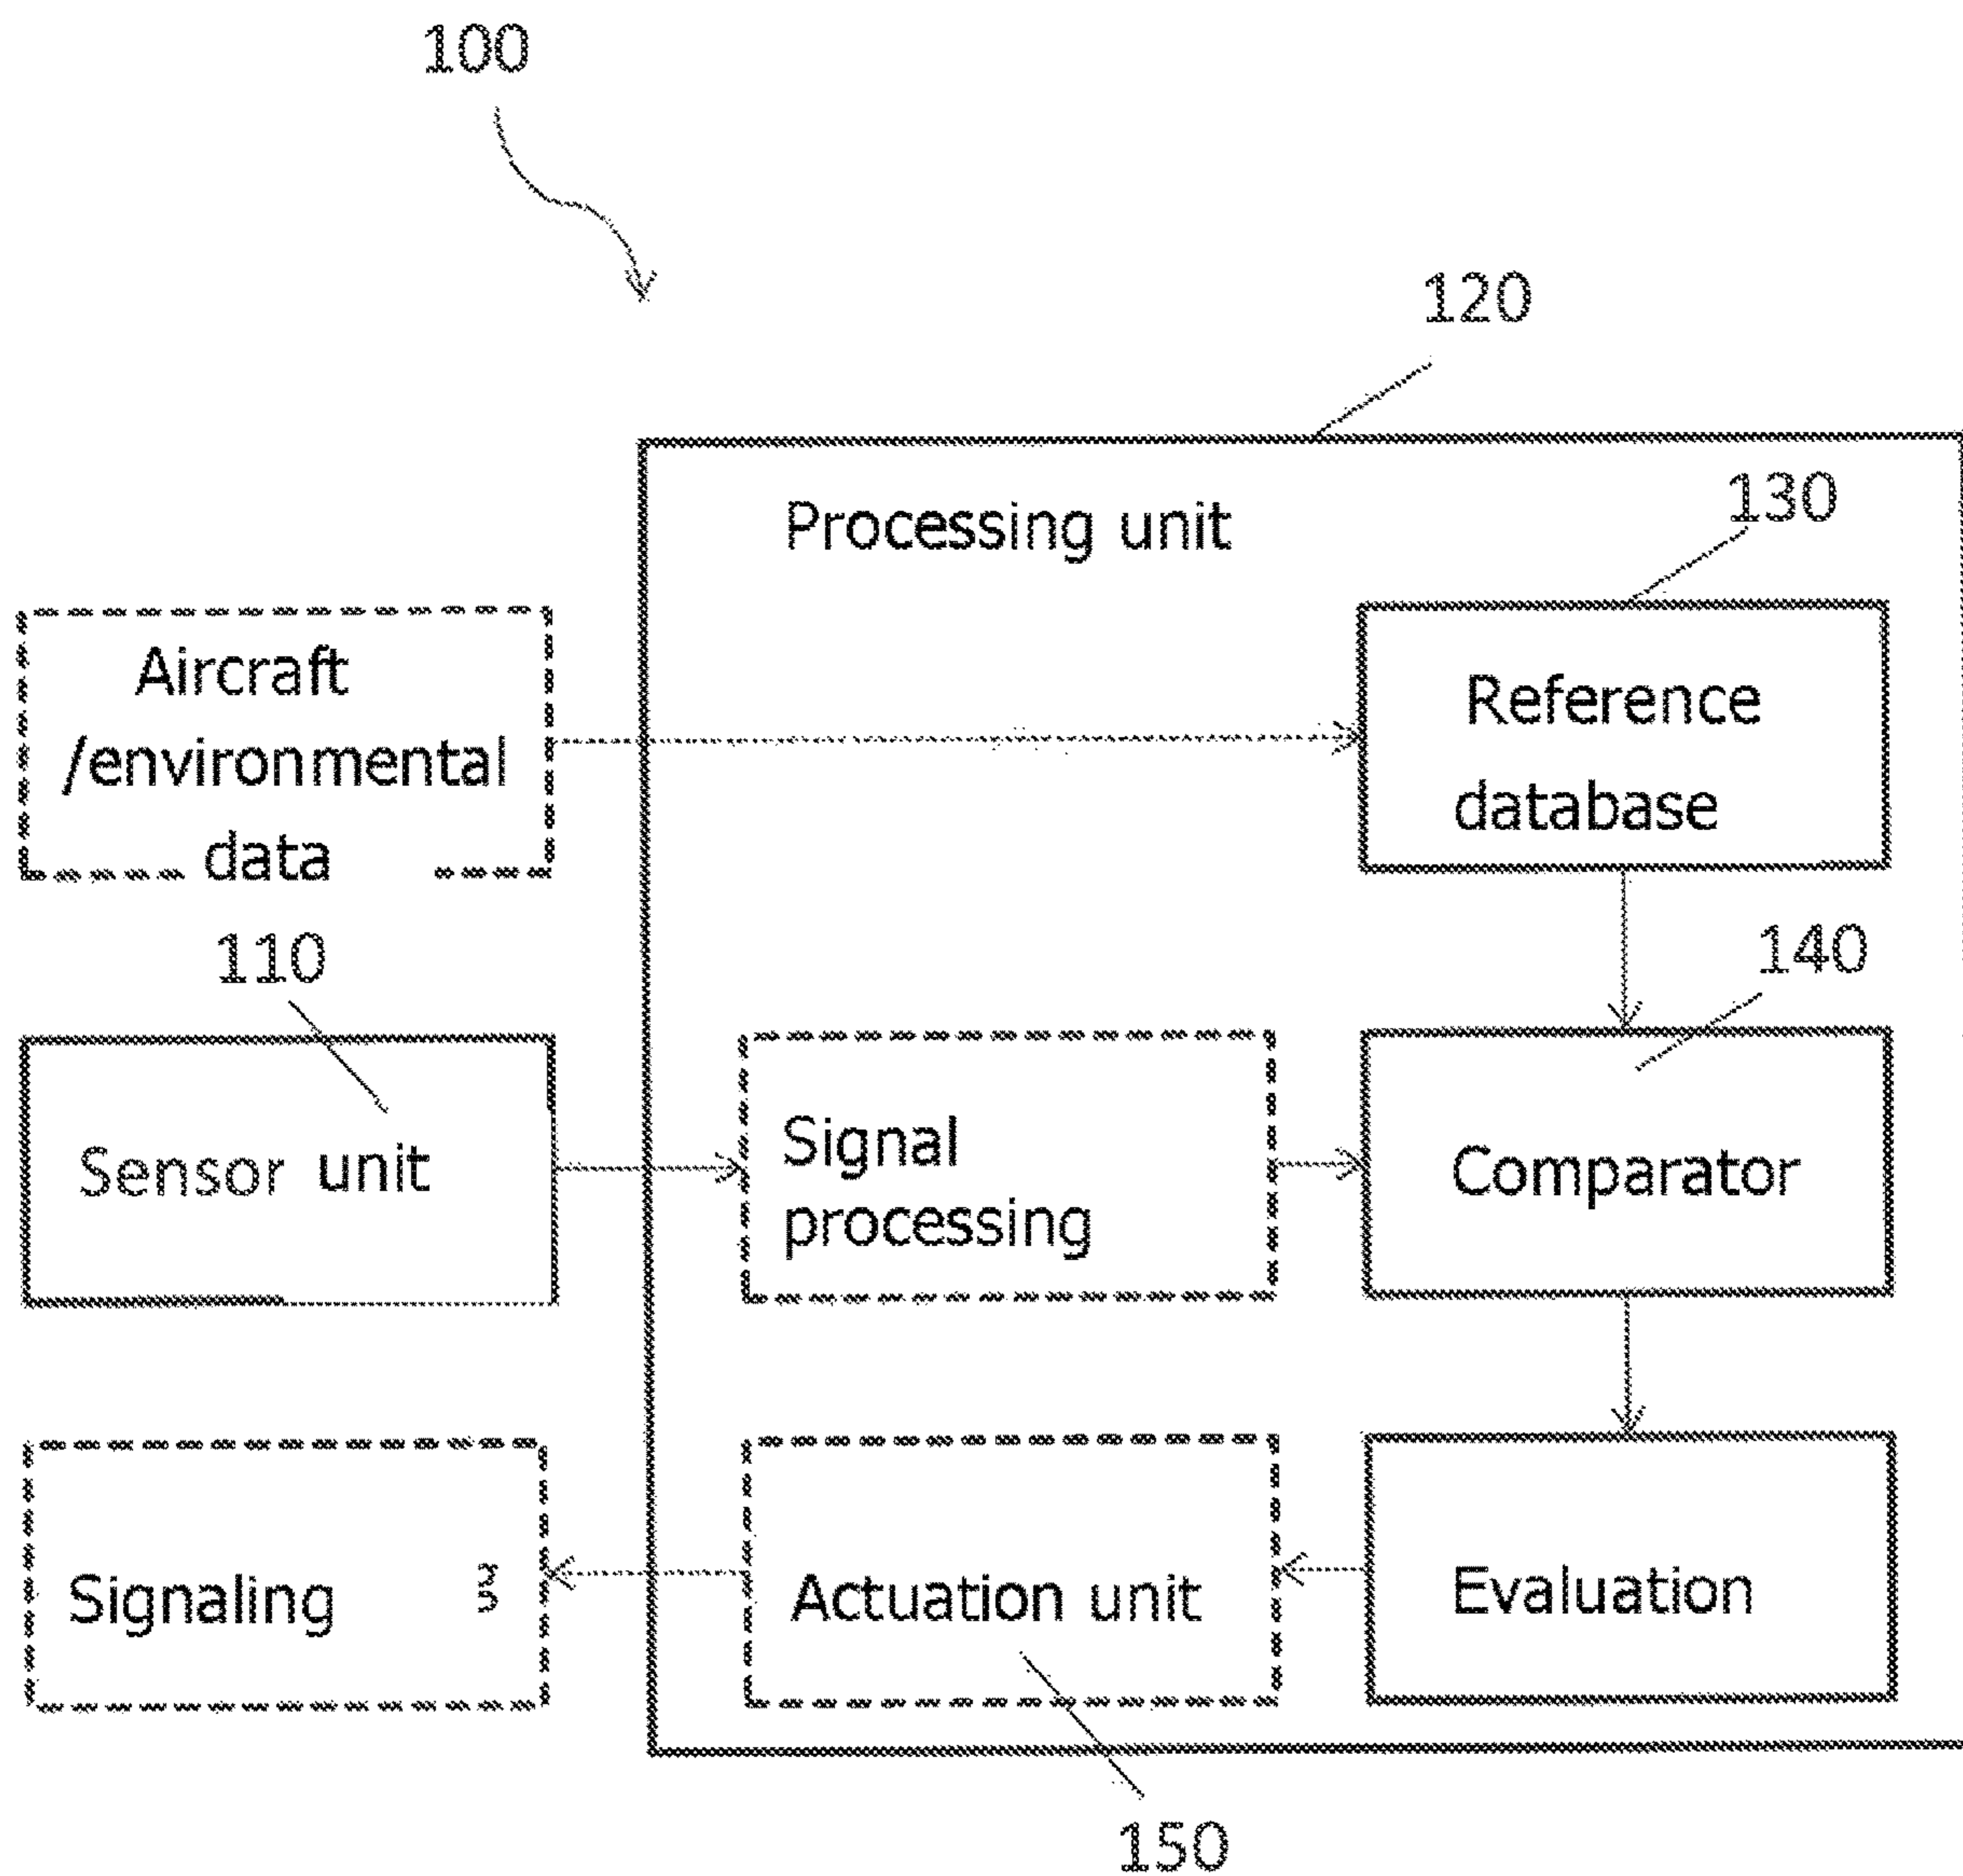 100
120
Processing unit
130
Aircraft
/environmental
data
Reference
database
110
140
Sensor unit
Signal
processing
Comparator
Signaling
Actuation unit
Evaluation
150